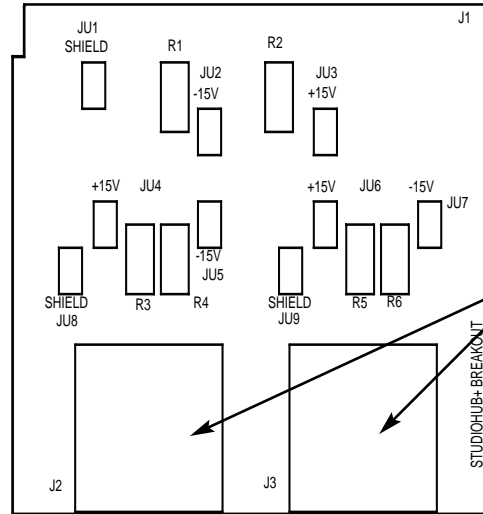 J1
JU1
SHIELD
R1
R2
JU2
-15V
JU3
+15V
+15V
JU4
+15V
JU6
-15V
JU7
-15V
JU5
SHIELD
JU8
R3
R4
SHIELD
JU9
R5
R6
STUDIOHUB+ BREAKOUT
J2
J3